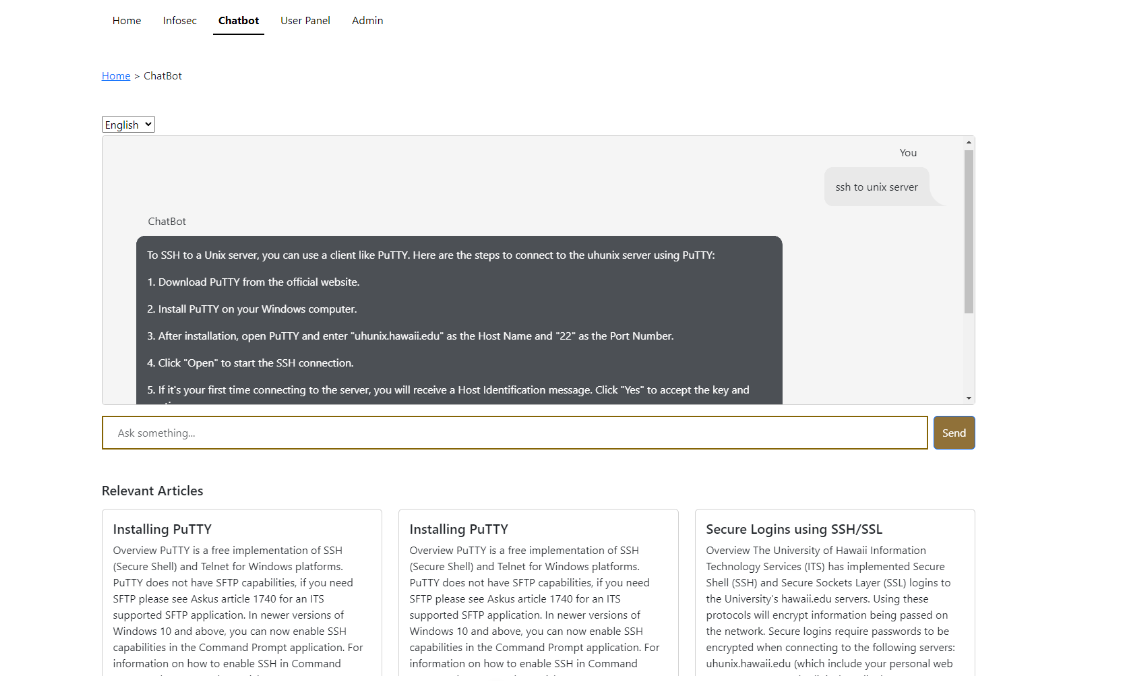 Home Infosec Chatbot User Panel Admin
Home > ChatBot
English
You
ssh to unix server
ChatBot
To SSH to a Unix server, you can use a client like PuTTY. Here are the steps to connect to the uhunix server using PuTTY:
1. Download PuTTY from the official website.
2. Install PuTTY on your Windows computer.
3. After installation, open PuTTY and enter "uhunix.hawaii.edu" as the Host Name and "22" as the Port Number.
4. Click "Open" to start the SSH connection.
5. If it's your first time connecting to the server, you will receive a Host Identification message. Click "Yes" to accept the key and
Ask something...
Send
Relevant Articles
Installing PuTTY
Overview PuTTY is a free implementation of SSH
(Secure Shell) and Telnet for Windows platforms.
PuTTY does not have SFTP capabilities, if you need
SFTP please see Askus article 1740 for an ITS
supported SFTP application. In newer versions of
Windows 10 and above, you can now enable SSH
capabilities in the Command Prompt application. For
information on how to enable SSH in Command
Installing PuTTY
Overview PuTTY is a free implementation of SSH
(Secure Shell) and Telnet for Windows platforms.
PuTTY does not have SFTP capabilities, if you need
SFTP please see Askus article 1740 for an ITS
supported SFTP application. In newer versions of
Windows 10 and above, you can now enable SSH
capabilities in the Command Prompt application. For
information on how to enable SSH in Command
Secure Logins using SSH/SSL
Overview The University of Hawaii Information
Technology Services (ITS) has implemented Secure
Shell (SSH) and Secure Sockets Layer (SSL) logins to
the University's hawaii.edu servers. Using these
protocols will encrypt information being passed on
the network. Secure logins require passwords to be
encrypted when connecting to the following servers:
uhunix.hawaii.edu (which include your personal web